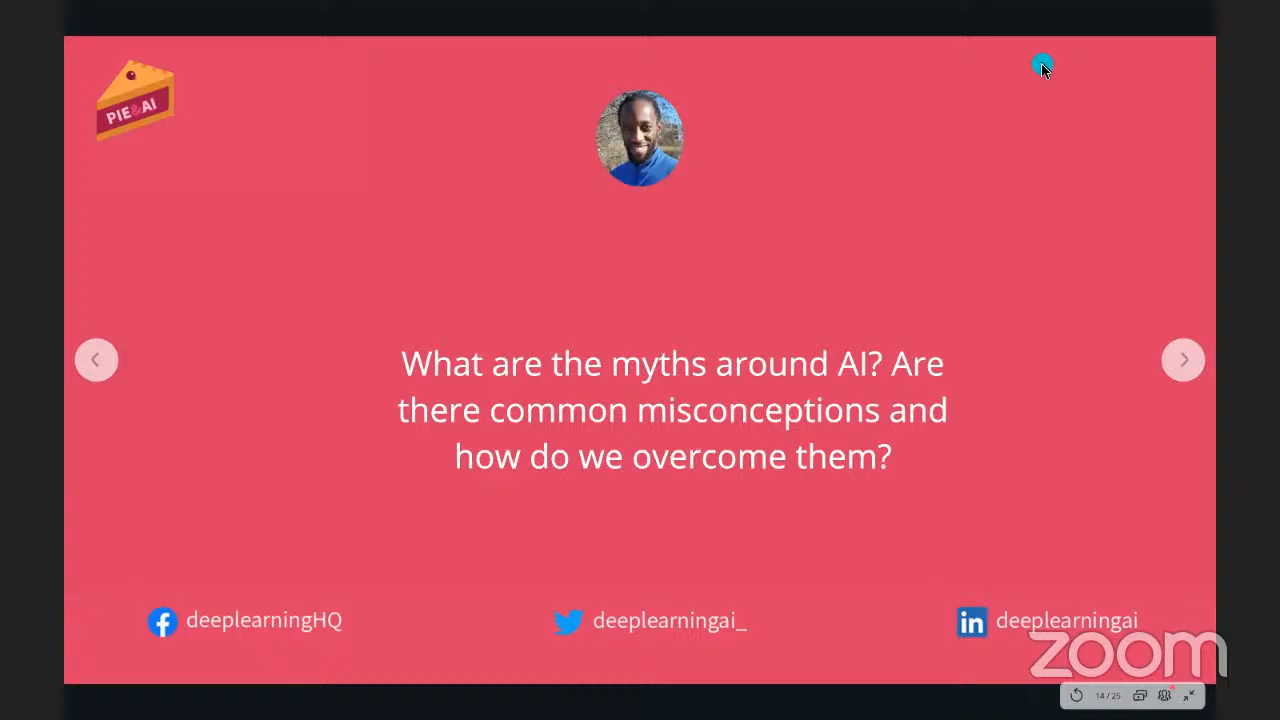 PIE&AI
What are the myths around AI? Are
there common misconceptions and
how do we overcome them?
deeplearningHQ
deeplearningai_
deeplearningai
zoom
14/25